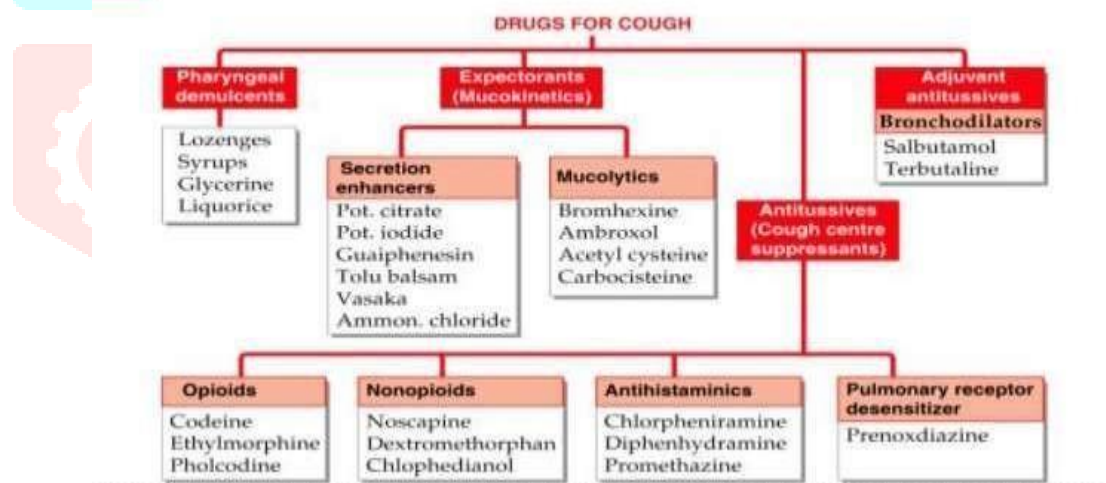 DRUGS FOR COUGH
Pharyngeal
demulcents
Lozenges
Syrups
Glycerine
Liquorice
Expectorants
(Mucokinetics)
Secretion
enhancers
Pot. citrate
Pot. iodide
Guaiphenesin
Tolu balsam
Vasaka
Ammon. chloride
Mucolytics
Bromhexine
Ambroxol
Acetyl cysteine
Carbocisteine
Antitussives
(Cough centre
suppressants)
Adjuvant
antitussives
Bronchodilators
Salbutamol
Terbutaline
Opioids
Codeine
Ethylmorphine
Pholcodine
Nonopioids
Noscapine
Dextromethorphan
Chlophedianol
Antihistaminics
Chlorpheniramine
Diphenhydramine
Promethazine
Pulmonary receptor
desensitizer
Prenoxdiazine